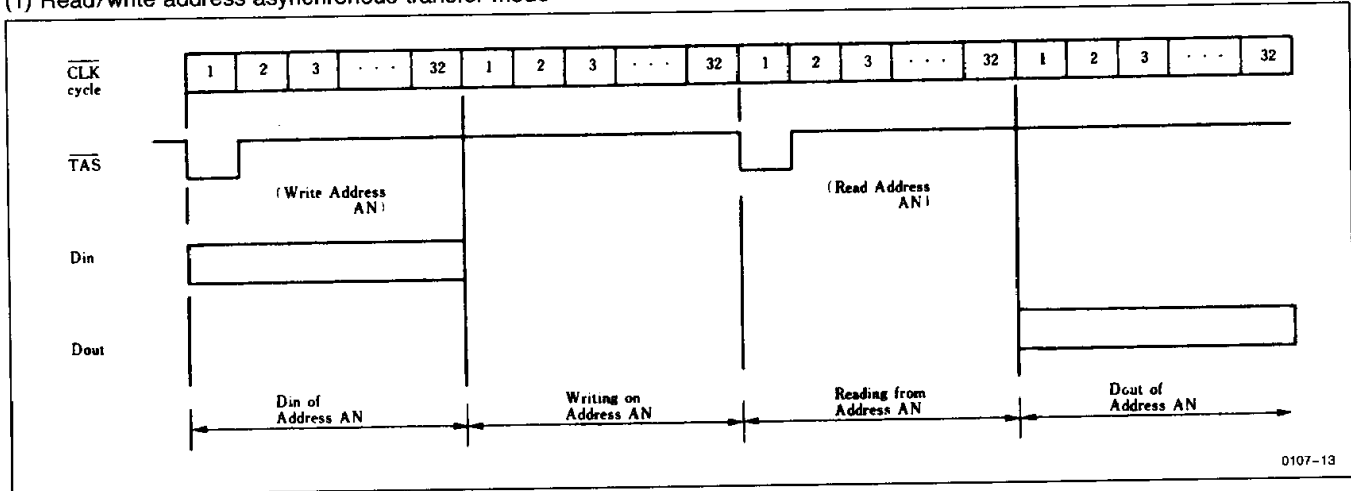 (1) Read/write address asynchronous transfer mode
CLK
cycle
1 2 3 · · · 32 1 2 3 · · · 32 1 2 3 · · · 32 1 2 3 · · · 32
TAS
(Write Address
AN)
(Read Address
AN)
Din
Dout
Din of
Address AN
Writing on
Address AN
Reading from
Address AN
Dout of
Address AN
0107-13